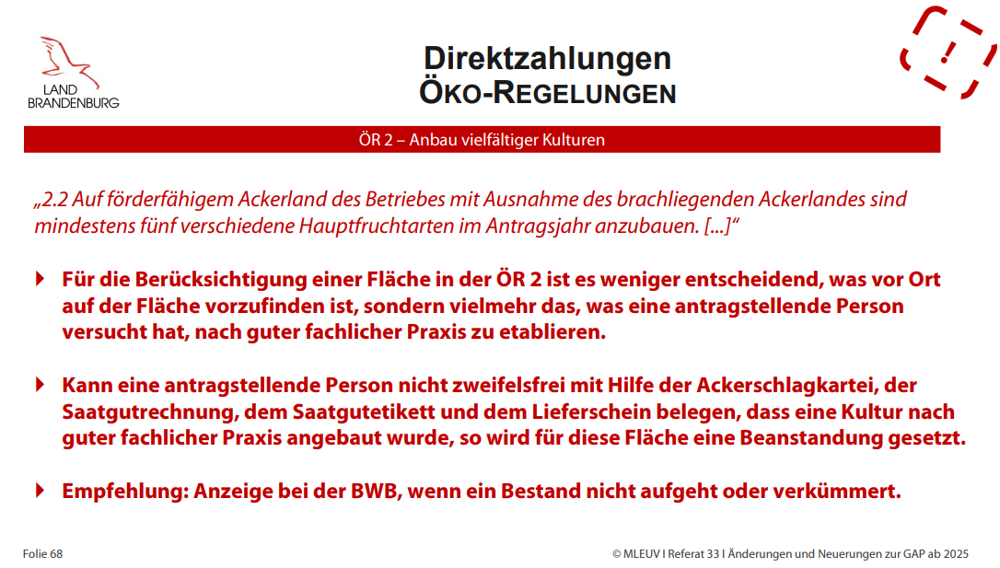 LAND
BRANDENBURG
Direktzahlungen
ÖKO-REGELUNGEN
!
ÖR 2 – Anbau vielfältiger Kulturen
„2.2 Auf förderfähigem Ackerland des Betriebes mit Ausnahme des brachliegenden Ackerlandes sind
mindestens fünf verschiedene Hauptfruchtarten im Antragsjahr anzubauen. [...]“
Für die Berücksichtigung einer Fläche in der ÖR 2 ist es weniger entscheidend, was vor Ort
auf der Fläche vorzufinden ist, sondern vielmehr das, was eine antragstellende Person
versucht hat, nach guter fachlicher Praxis zu etablieren.
Kann eine antragstellende Person nicht zweifelsfrei mit Hilfe der Ackerschlagkartei, der
Saatgutrechnung, dem Saatgutetikett und dem Lieferschein belegen, dass eine Kultur nach
guter fachlicher Praxis angebaut wurde, so wird für diese Fläche eine Beanstandung gesetzt.
Empfehlung: Anzeige bei der BWB, wenn ein Bestand nicht aufgeht oder verkümmert.
Folie 68
© MLEUV I Referat 33 I Änderungen und Neuerungen zur GAP ab 2025